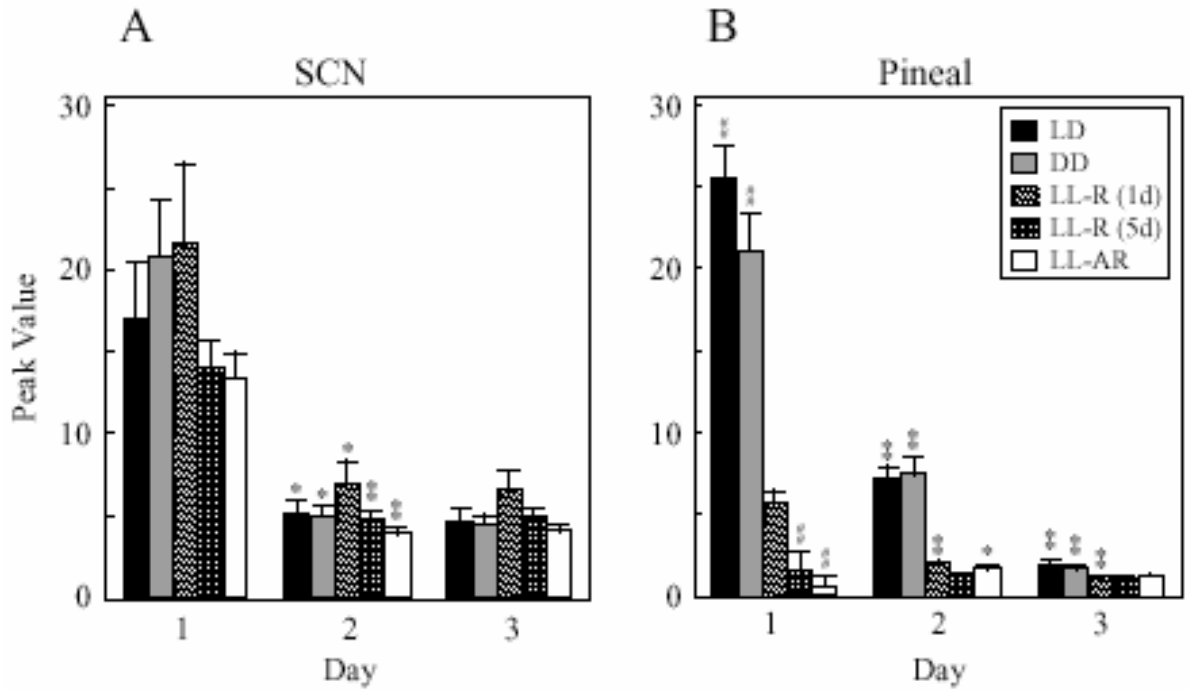 A
SCN
30
20
10
0
Peak Value
1 2 3
Day
* * * ** **
B
Pineal
30
20
10
0
LD
DD
LL-R (1d)
LL-R (5d)
LL-AR
1 2 3
Day
** ** ** * ** ** **